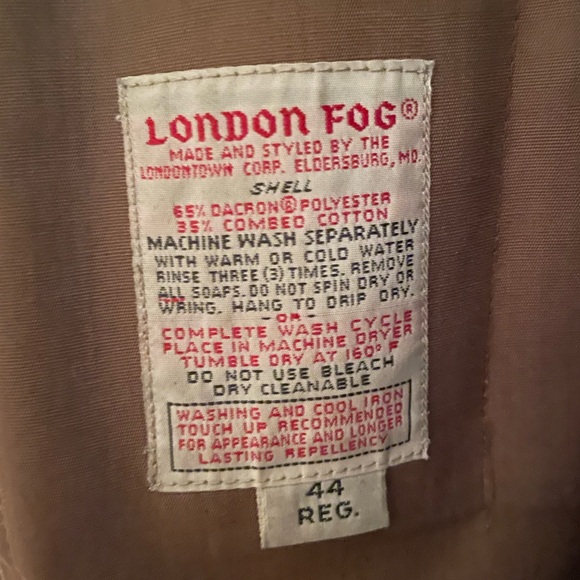 LONDON FOG®
MADE AND STYLED BY THE
LONDONTOWN CORP. ELDERSBURG, MD.
SHELL
65% DACRON® POLYESTER
35% COMBED COTTON
MACHINE WASH SEPARATELY
WITH WARM OR COLD WATER
RINSE THREE (3) TIMES. REMOVE
ALL SOAPS. DO NOT SPIN DRY OR
WRING. HANG TO DRIP DRY.
- OR -
COMPLETE WASH CYCLE
PLACE IN MACHINE DRYER
TUMBLE DRY AT 160° F
DO NOT USE BLEACH
DRY CLEANABLE
WASHING AND COOL IRON
TOUCH UP RECOMMENDED
FOR APPEARANCE AND LONGER
LASTING REPELLENCY
44
REG.